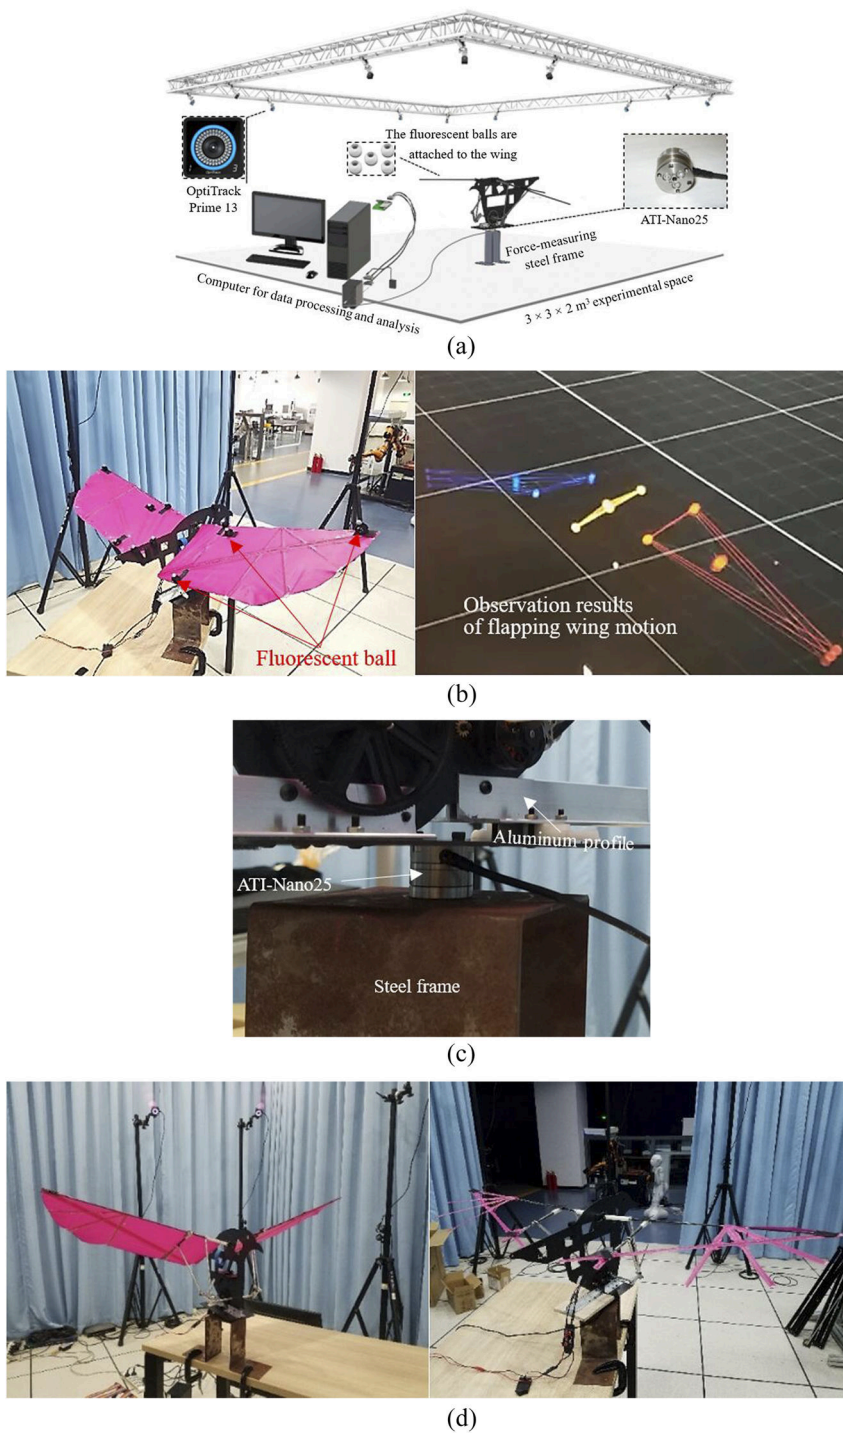 The fluorescent balls are
attached to the wing
OptiTrack
Prime 13
ATI-Nano25
Force-measuring
steel frame
Computer for data processing and analysis
3 × 3 × 2 m³ experimental space
(a)
Observation results
of flapping wing motion
Fluorescent ball
(b)
Aluminum profile
ATI-Nano25
Steel frame
(c)
(d)